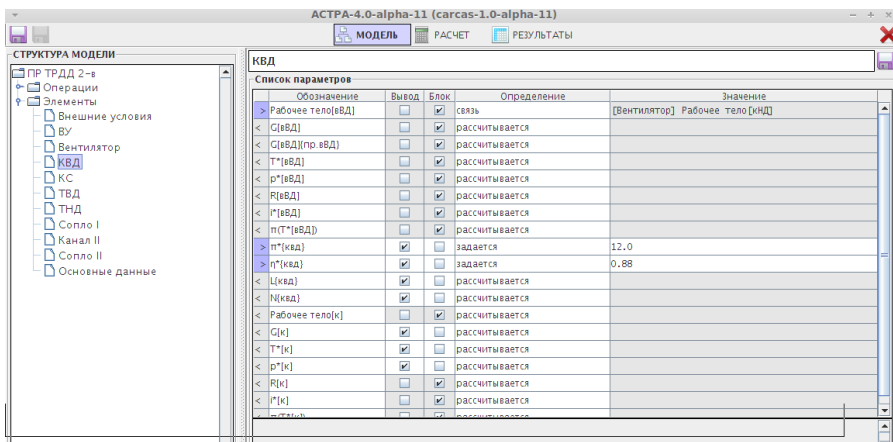 АСТРА-4.0-alpha-11 (carcas-1.0-alpha-11)
МОДЕЛЬ РАСЧЕТ РЕЗУЛЬТАТЫ
СТРУКТУРА МОДЕЛИ
ПР ТРДД 2-в
Операции
Элементы
Внешние условия
ВУ
Вентилятор
КВД
КС
ТВД
ТНД
Сопло I
Канал II
Сопло II
Основные данные
КВД
Список параметров
Обозначение Вывод Блок Определение Значение
> Рабочее тело[вВД] связь [Вентилятор] Рабочее тело[кНД]
< G[вВД] рассчитывается
< G[вВД]{пр.вВД} рассчитывается
< T*[вВД] рассчитывается
< p*[вВД] рассчитывается
< R[вВД] рассчитывается
< i*[вВД] рассчитывается
< π(T*[вВД]) рассчитывается
> π*{квд} задается 12.0
> η*{квд} задается 0.88
< L{квд} рассчитывается
< N{квд} рассчитывается
< Рабочее тело[к] рассчитывается
< G[к] рассчитывается
< T*[к] рассчитывается
< p*[к] рассчитывается
< R[к] рассчитывается
< i*[к] рассчитывается
< π(T*[к]) рассчитывается